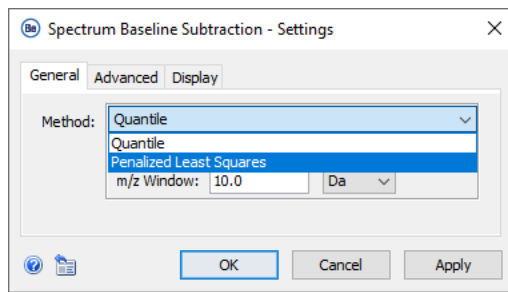 Be Spectrum Baseline Subtraction - Settings
General Advanced Display
Method: Quantile
Quantile
Penalized Least Squares
m/z Window: 10.0 Da
OK Cancel Apply